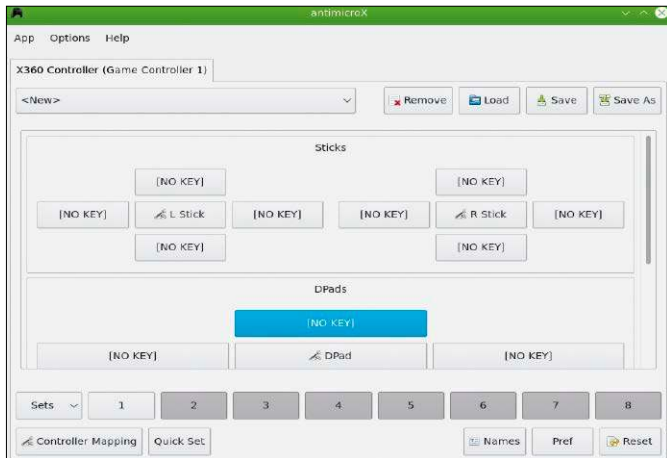 antimicroX
App Options Help
X360 Controller (Game Controller 1)
<New> Remove Load Save Save As
Sticks
[NO KEY] [NO KEY]
[NO KEY] L Stick [NO KEY] [NO KEY] R Stick [NO KEY]
[NO KEY] [NO KEY]
DPads
[NO KEY]
[NO KEY] DPad [NO KEY]
Sets 1 2 3 4 5 6 7 8
Controller Mapping Quick Set Names Pref Reset